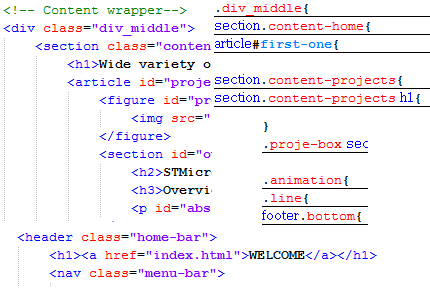 <!-- Content wrapper-->
<div class="div_middle">
<section class="conten
<h1>Wide variety o
<article id="proje
<figure id="pr
<img src="
</figure>
<section id="o
<h2>STMicr
<h3>Overvi
<p id="abs
.div_middle{
section.content-home{
article#first-one{
section.content-projects{
section.content-projects h1{
}
.proje-box sec
.animation{
.line{
footer.bottom{
<header class="home-bar">
<h1><a href="index.html">WELCOME</a></h1>
<nav class="menu-bar">